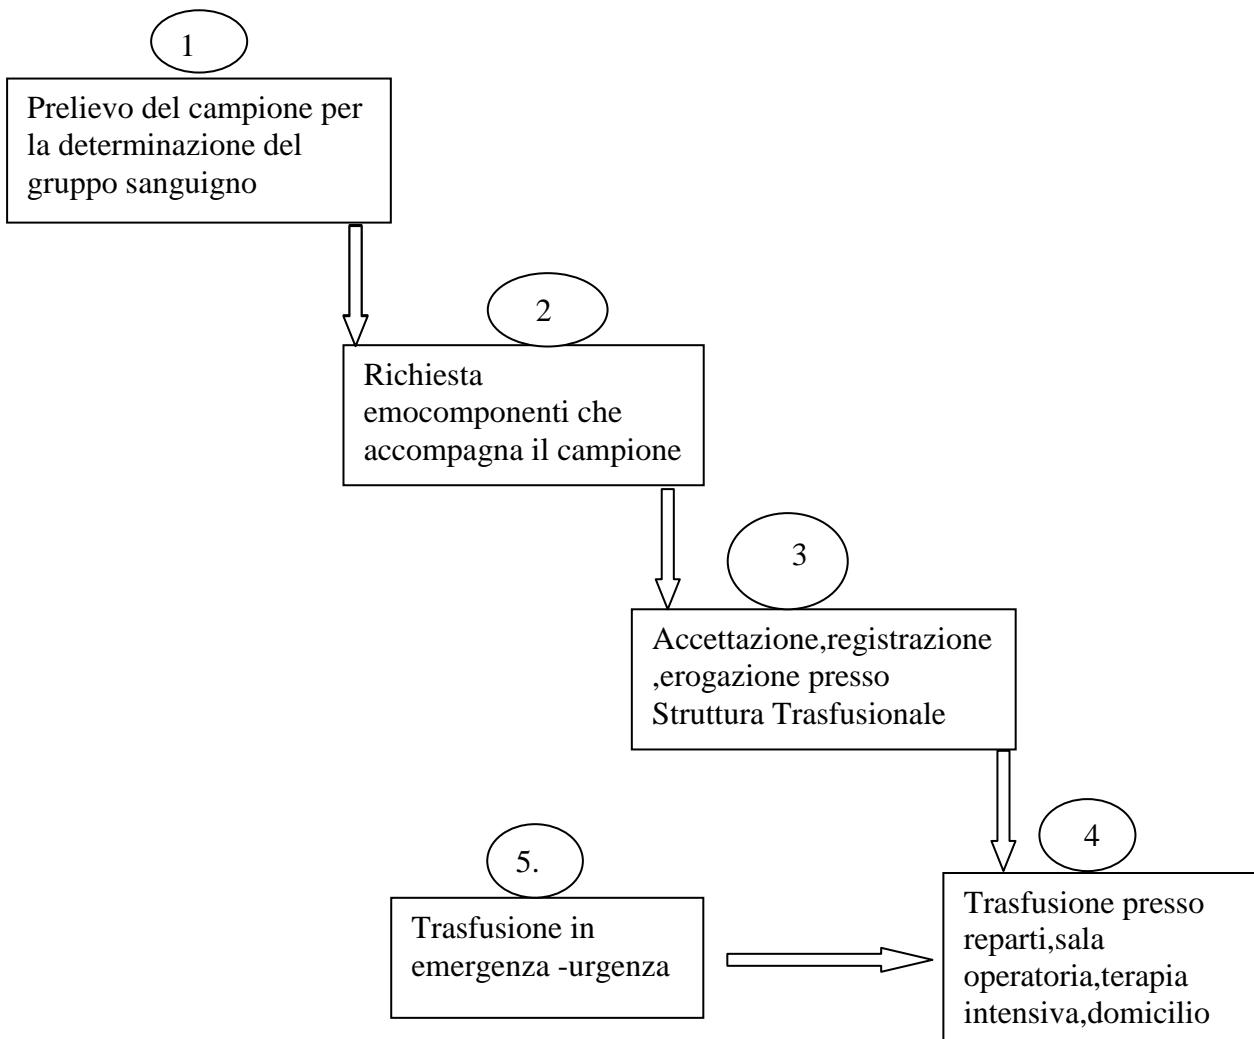 1
Prelievo del campione per
la determinazione del
gruppo sanguigno
2
Richiesta
emocomponenti che
accompagna il campione
3
Accettazione,registrazione
,erogazione presso
Struttura Trasfusionale
4
Trasfusione presso
reparti,sala
operatoria,terapia
intensiva,domicilio
5.
Trasfusione in
emergenza -urgenza